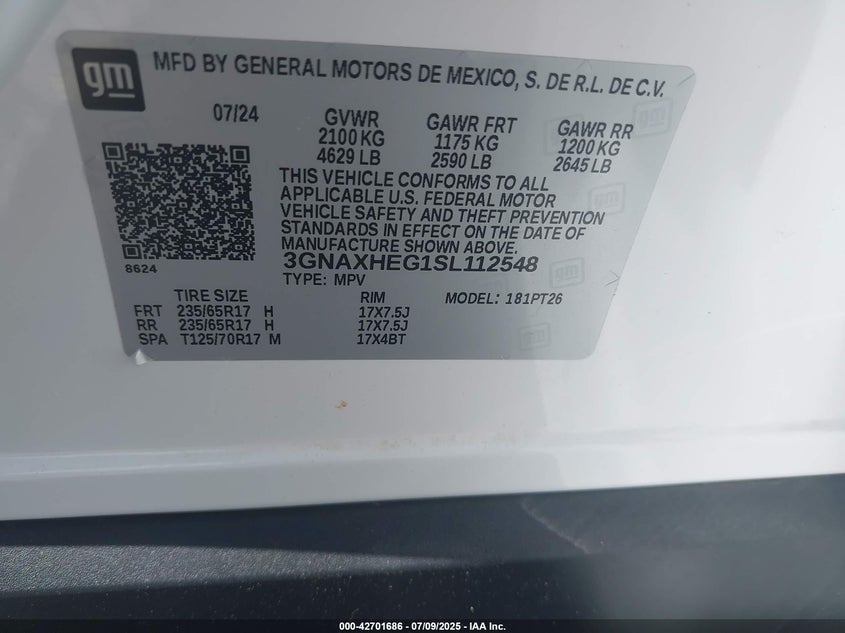 gm
MFD BY GENERAL MOTORS DE MEXICO, S. DE R.L. DE C.V.
07/24 GVWR GAWR FRT GAWR RR
2100 KG 1175 KG 1200 KG
4629 LB 2590 LB 2645 LB
THIS VEHICLE CONFORMS TO ALL
APPLICABLE U.S. FEDERAL MOTOR
VEHICLE SAFETY AND THEFT PREVENTION
STANDARDS IN EFFECT ON THE DATE OF
MANUFACTURE SHOWN ABOVE.
8624 3GNAXHEG1SL112548
TYPE: MPV
TIRE SIZE RIM MODEL: 181PT26
FRT 235/65R17 H 17X7.5J
RR 235/65R17 H 17X7.5J
SPA T125/70R17 M 17X4BT
000-42701686 - 07/09/2025 - IAA Inc.